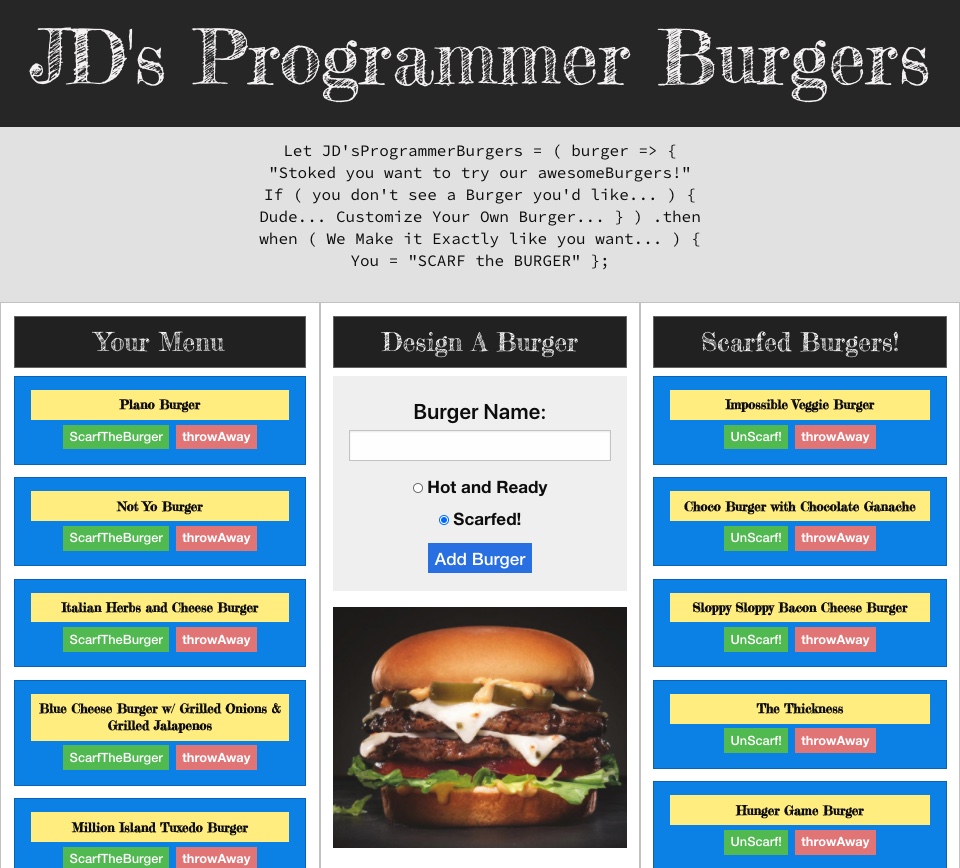 JD's Programmer Burgers
Let JD'sProgrammerBurgers = ( burger => {
"Stoked you want to try our awesomeBurgers!"
If ( you don't see a Burger you'd like... ) {
Dude... Customize Your Own Burger... } ) .then
when ( We Make it Exactly like you want... ) {
You = "SCARF the BURGER" };
Your Menu
Plano Burger
ScarfTheBurger throwAway
Not Yo Burger
ScarfTheBurger throwAway
Italian Herbs and Cheese Burger
ScarfTheBurger throwAway
Blue Cheese Burger w/ Grilled Onions &
Grilled Jalapenos
ScarfTheBurger throwAway
Million Island Tuxedo Burger
ScarfTheBurger throwAway
Design A Burger
Burger Name:
Hot and Ready
Scarfed!
Add Burger
Scarfed Burgers!
Impossible Veggie Burger
UnScarf! throwAway
Choco Burger with Chocolate Ganache
UnScarf! throwAway
Sloppy Sloppy Bacon Cheese Burger
UnScarf! throwAway
The Thickness
UnScarf! throwAway
Hunger Game Burger
UnScarf! throwAway